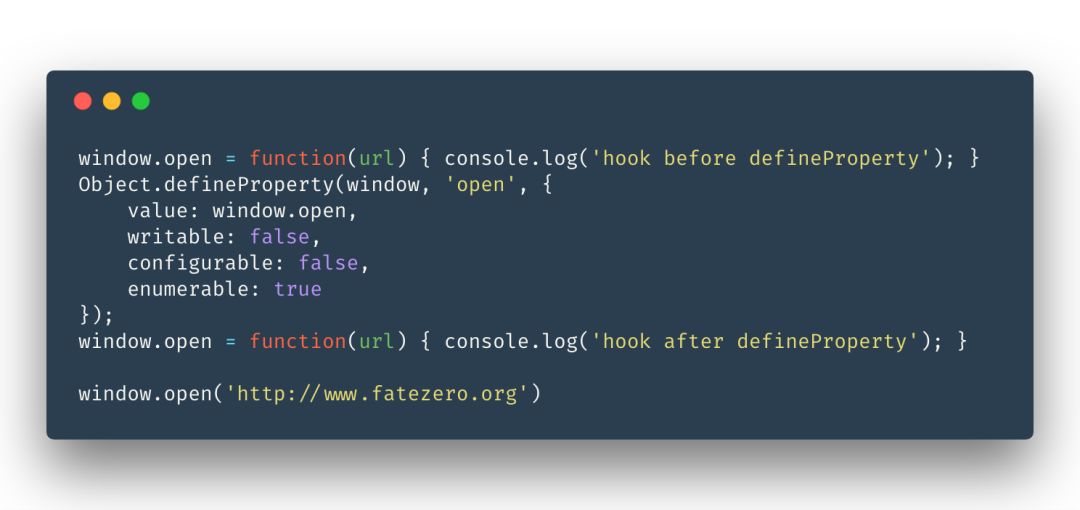 window.open = function(url) { console.log('hook before defineProperty'); }
Object.defineProperty(window, 'open', {
    value: window.open,
    writable: false,
    configurable: false,
    enumerable: true
});
window.open = function(url) { console.log('hook after defineProperty'); }
window.open('http://www.fatezero.org')